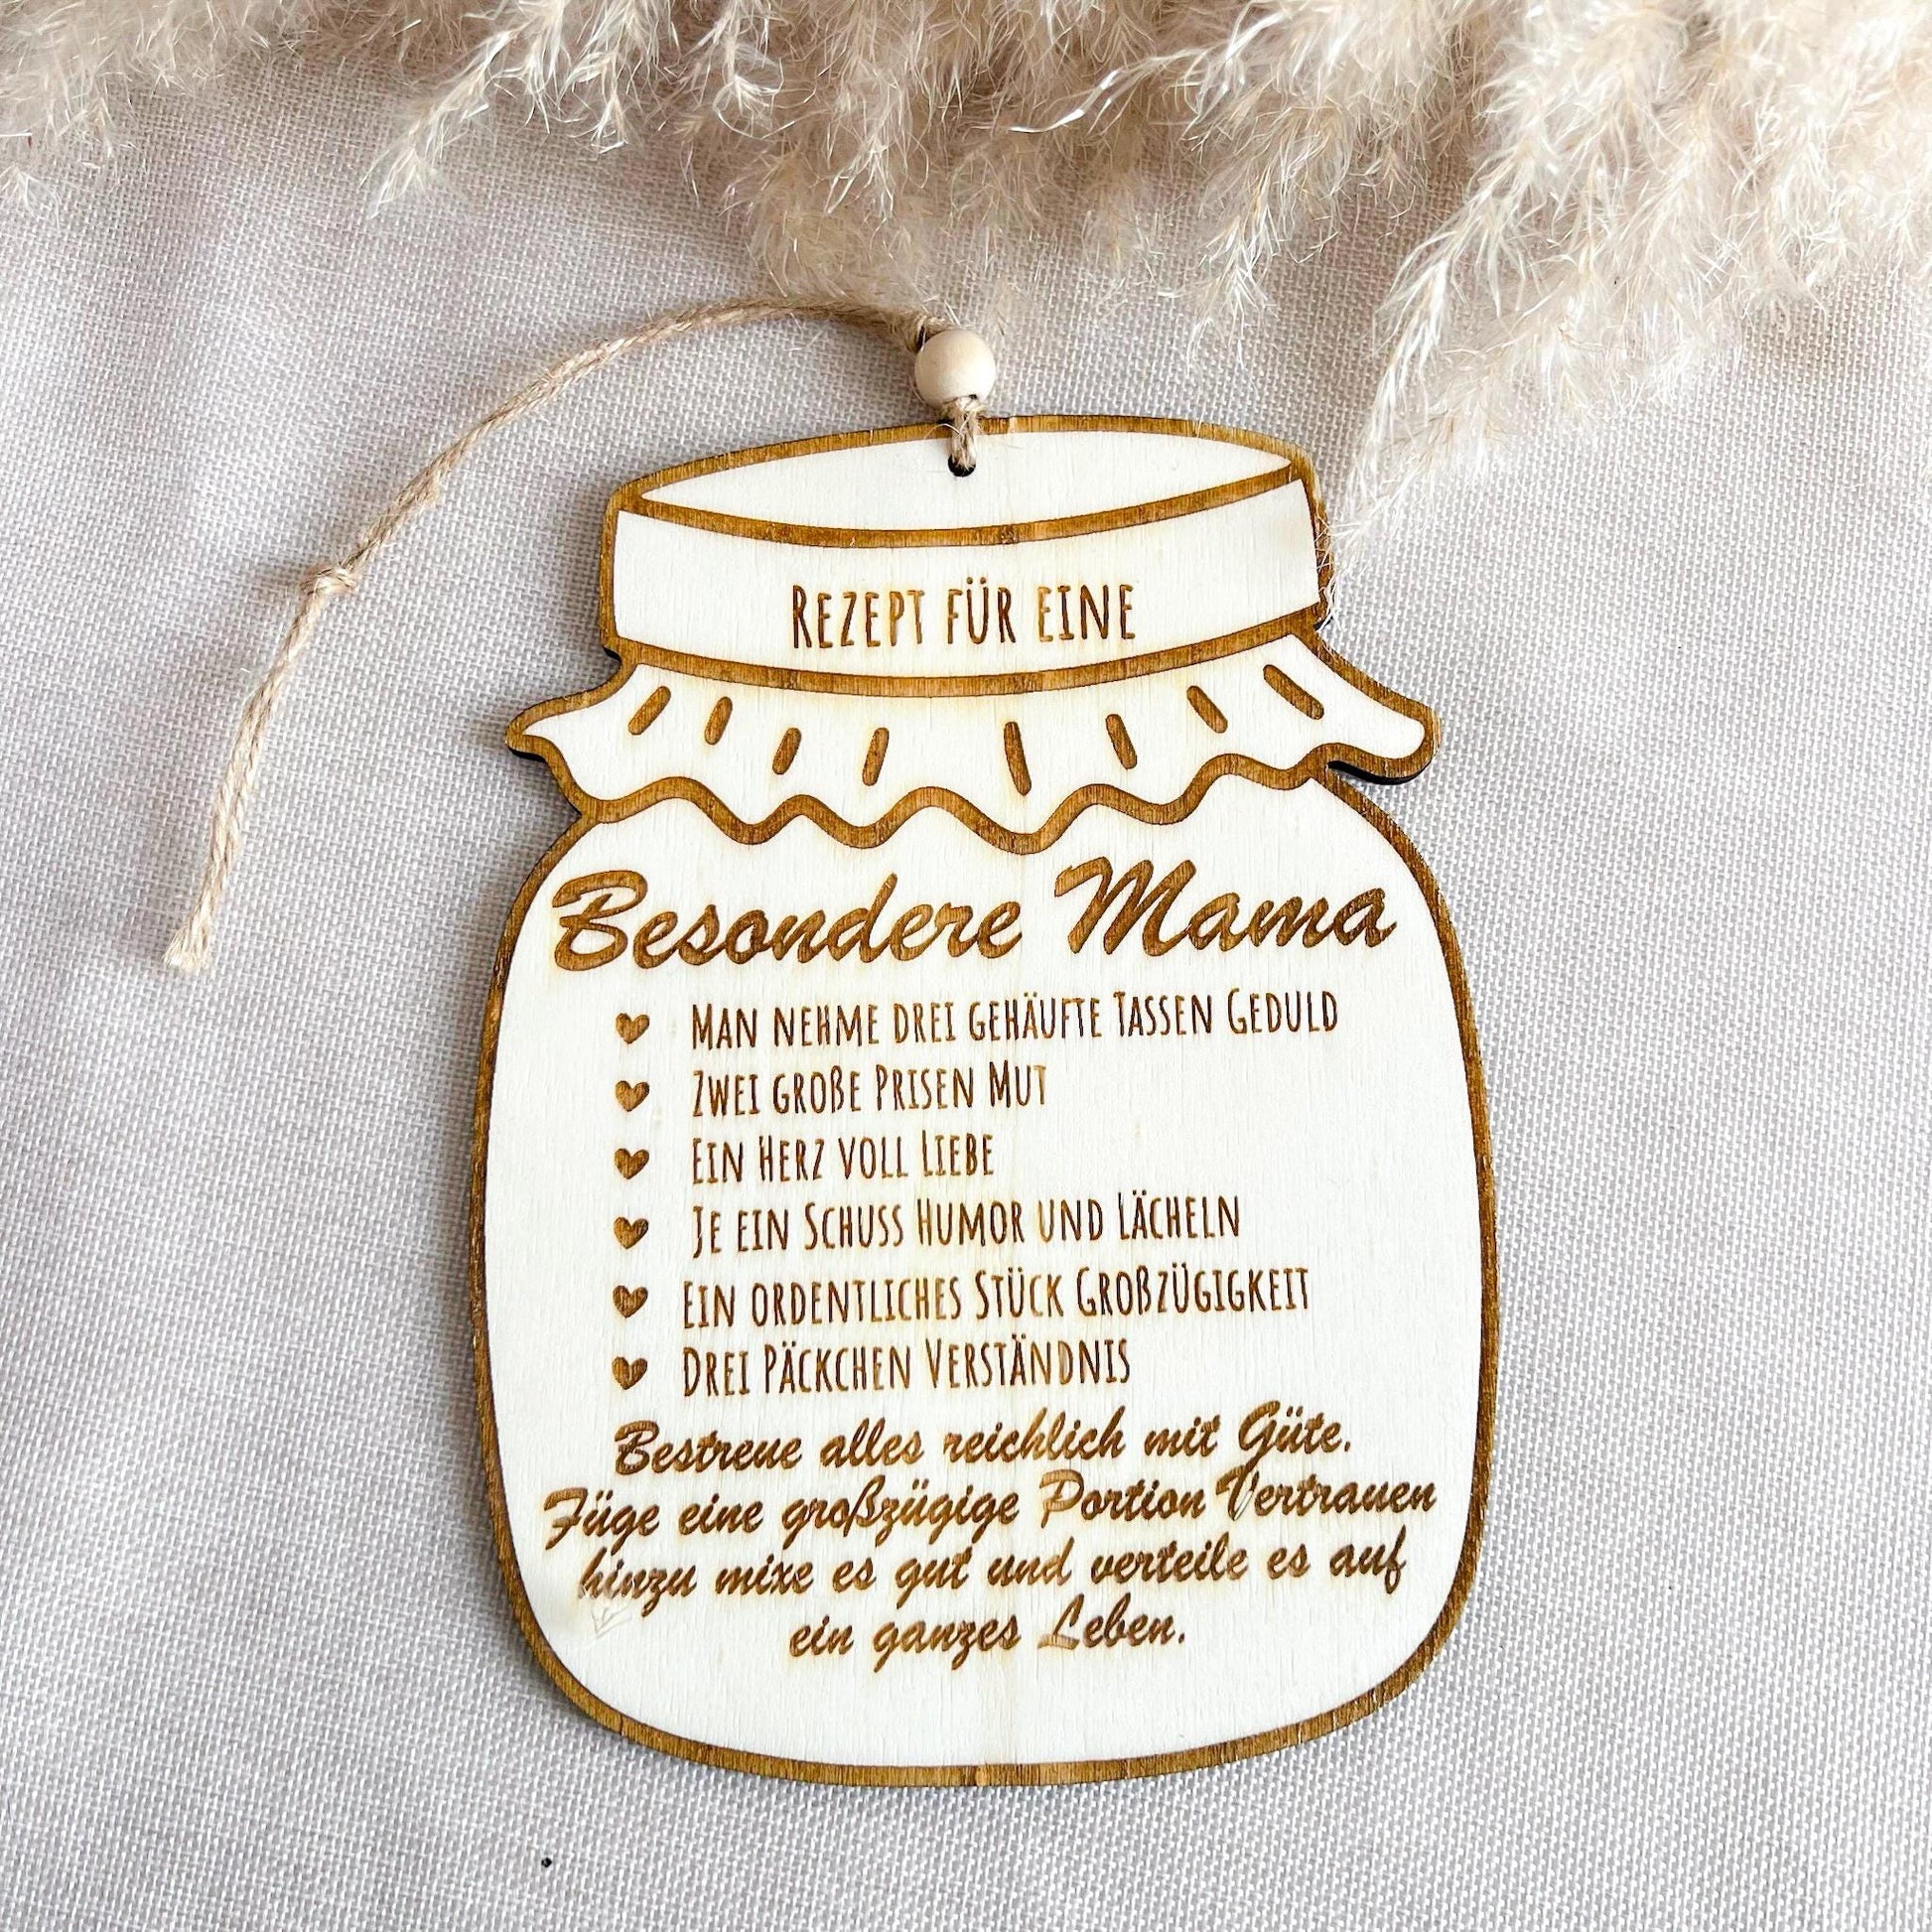 Rezept für eine
Besondere Mama
Man nehme drei gehäufte Tassen Geduld
Zwei große Prisen Mut
Ein Herz voll Liebe
Je ein Schuss Humor und Lächeln
Ein ordentliches Stück Großzügigkeit
Drei Päckchen Verständnis
Bestreue alles reichlich mit Güte.
Füge eine großzügige Portion Vertrauen
hinzu mixe es gut und verteile es auf
ein ganzes Leben.